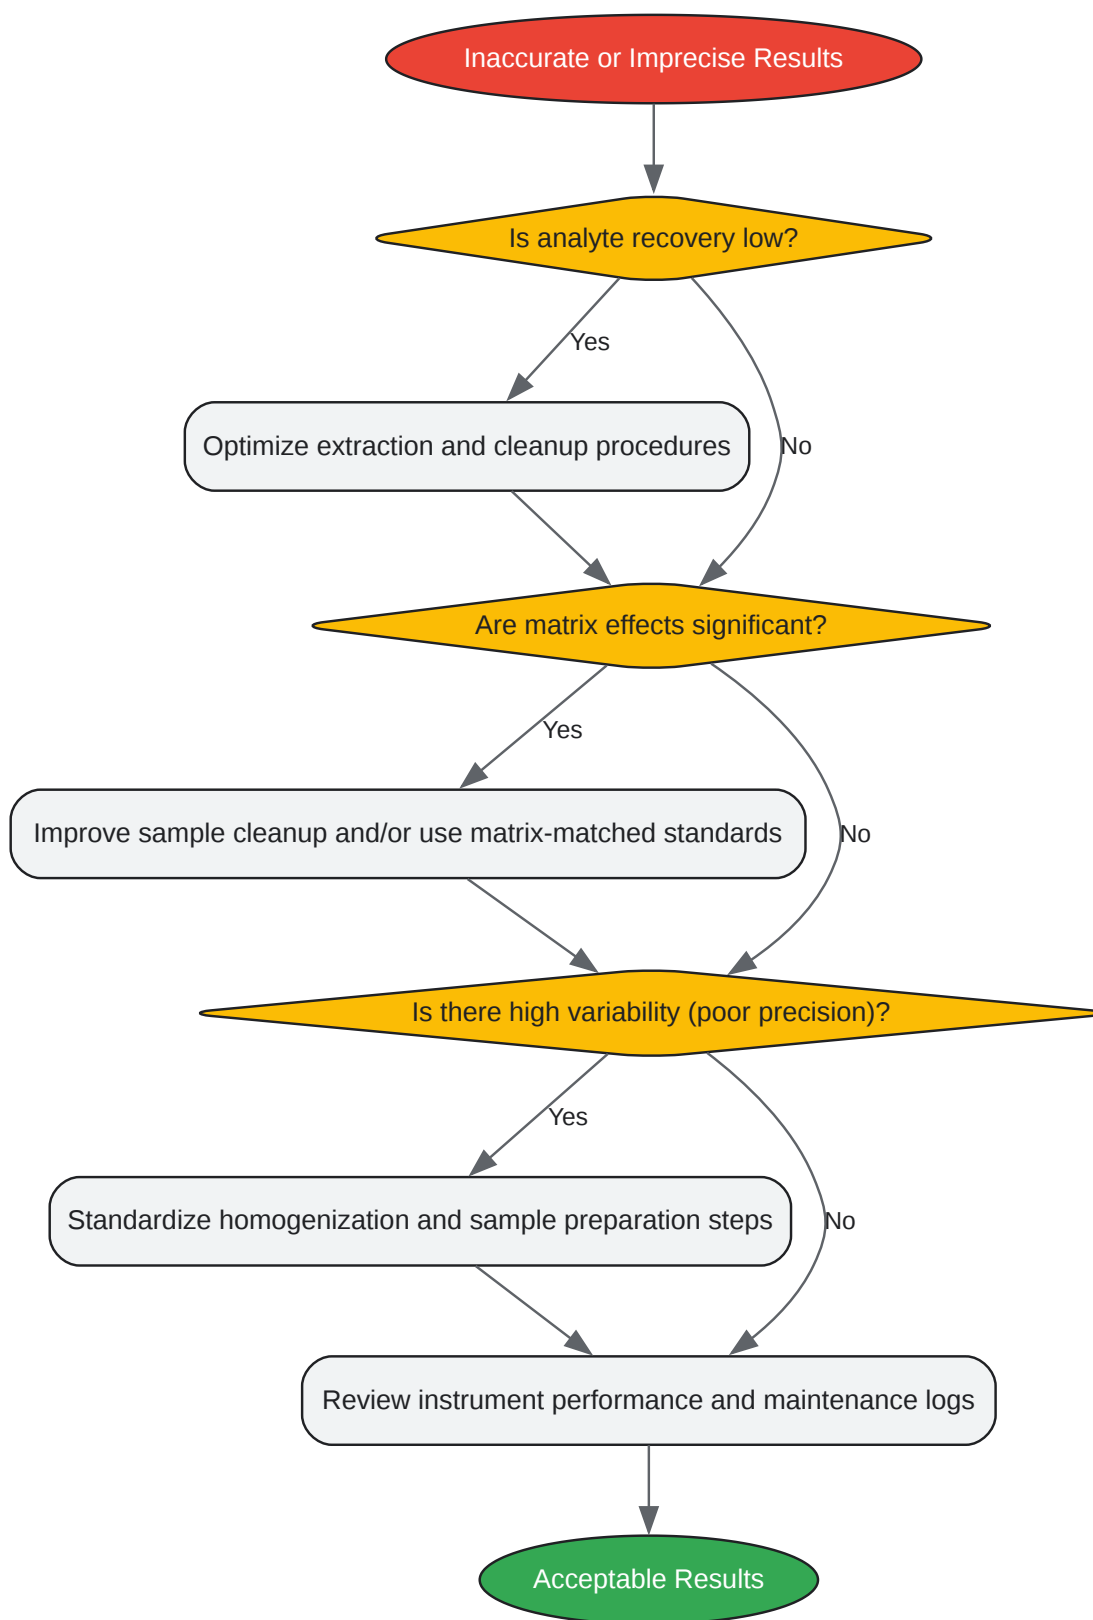 Inaccurate or Imprecise Results
Is analyte recovery low?
Yes
Optimize extraction and cleanup procedures
No
Are matrix effects significant?
Yes
Improve sample cleanup and/or use matrix-matched standards
No
Is there high variability (poor precision)?
Yes
Standardize homogenization and sample preparation steps
No
Review instrument performance and maintenance logs
Acceptable Results